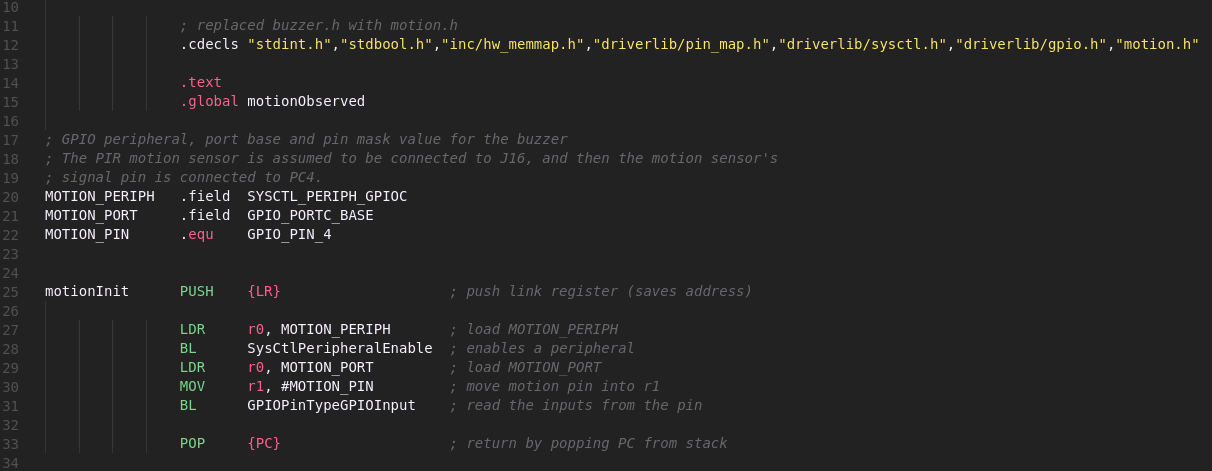 10
11 ; replaced buzzer.h with motion.h
12 .cdecls "stdint.h","stdbool.h","inc/hw_memmap.h","driverlib/pin_map.h","driverlib/sysctl.h","driverlib/gpio.h","motion.h"
13
14 .text
15 .global motionObserved
16
17 ; GPIO peripheral, port base and pin mask value for the buzzer
18 ; The PIR motion sensor is assumed to be connected to J16, and then the motion sensor's
19 ; signal pin is connected to PC4.
20 MOTION_PERIPH .field SYSCTL_PERIPH_GPIOC
21 MOTION_PORT .field GPIO_PORTC_BASE
22 MOTION_PIN .equ GPIO_PIN_4
23
24
25 motionInit PUSH {LR} ; push link register (saves address)
26
27 LDR r0, MOTION_PERIPH ; load MOTION_PERIPH
28 BL SysCtlPeripheralEnable ; enables a peripheral
29 LDR r0, MOTION_PORT ; load MOTION_PORT
30 MOV r1, #MOTION_PIN ; move motion pin into r1
31 BL GPIOPinTypeGPIOInput ; read the inputs from the pin
32
33 POP {PC} ; return by popping PC from stack
34